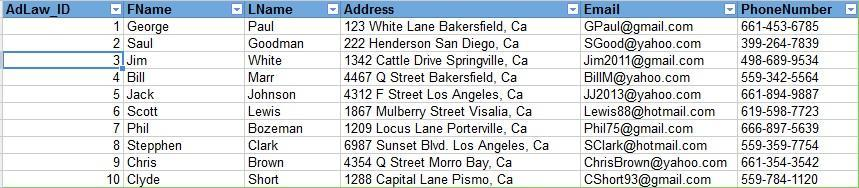 AdLaw_ID FName LName Address Email PhoneNumber
1 George Paul 123 White Lane Bakersfield, Ca GPaul@gmail.com 661-453-6785
2 Saul Goodman 222 Henderson San Diego, Ca SGood@yahoo.com 399-264-7839
3 Jim White 1342 Cattle Drive Springville, Ca Jim2011@gmail.com 498-689-9534
4 Bill Marr 4467 Q Street Bakersfield, Ca BillM@yahoo.com 559-342-5564
5 Jack Johnson 4312 F Street Los Angeles, Ca JJ2013@yahoo.com 661-894-9887
6 Scott Lewis 1867 Mulberry Street Visalia, Ca Lewis88@hotmail.com 619-598-7723
7 Phil Bozeman 1209 Locus Lane Porterville, Ca Phil75@gmail.com 666-897-5639
8 Stepphen Clark 6987 Sunset Blvd. Los Angeles, Ca SClark@hotmail.com 559-359-7754
9 Chris Brown 4354 Q Street Morro Bay, Ca ChrisBrown@yahoo.com 661-354-3542
10 Clyde Short 1288 Capital Lane Pismo, Ca CShort93@gmail.com 559-784-1120